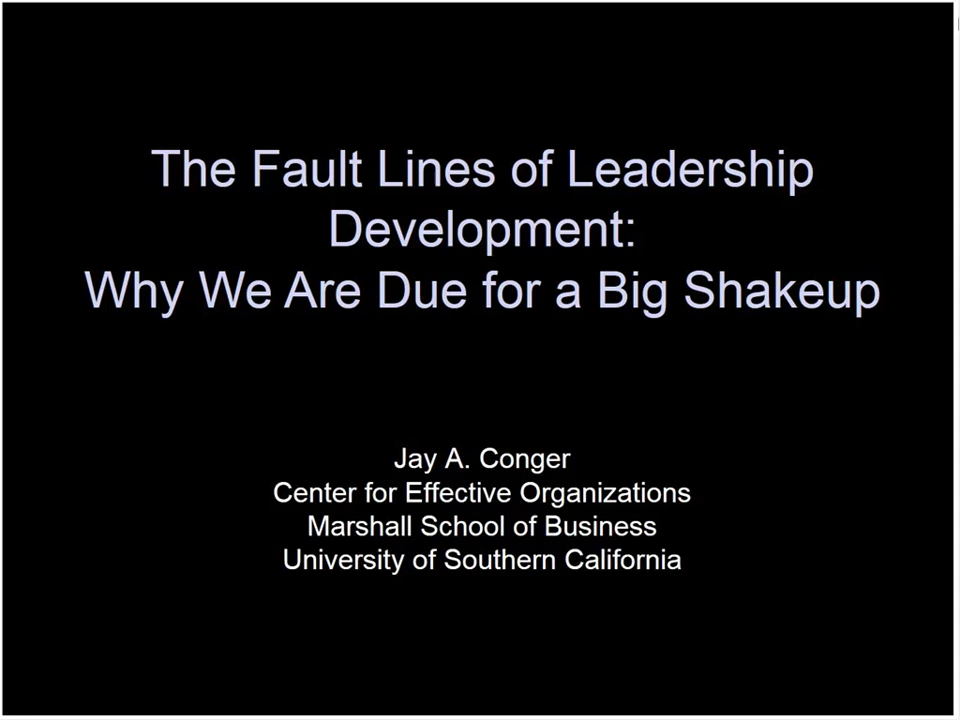 The Fault Lines of Leadership
Development:
Why We Are Due for a Big Shakeup
Jay A. Conger
Center for Effective Organizations
Marshall School of Business
University of Southern California